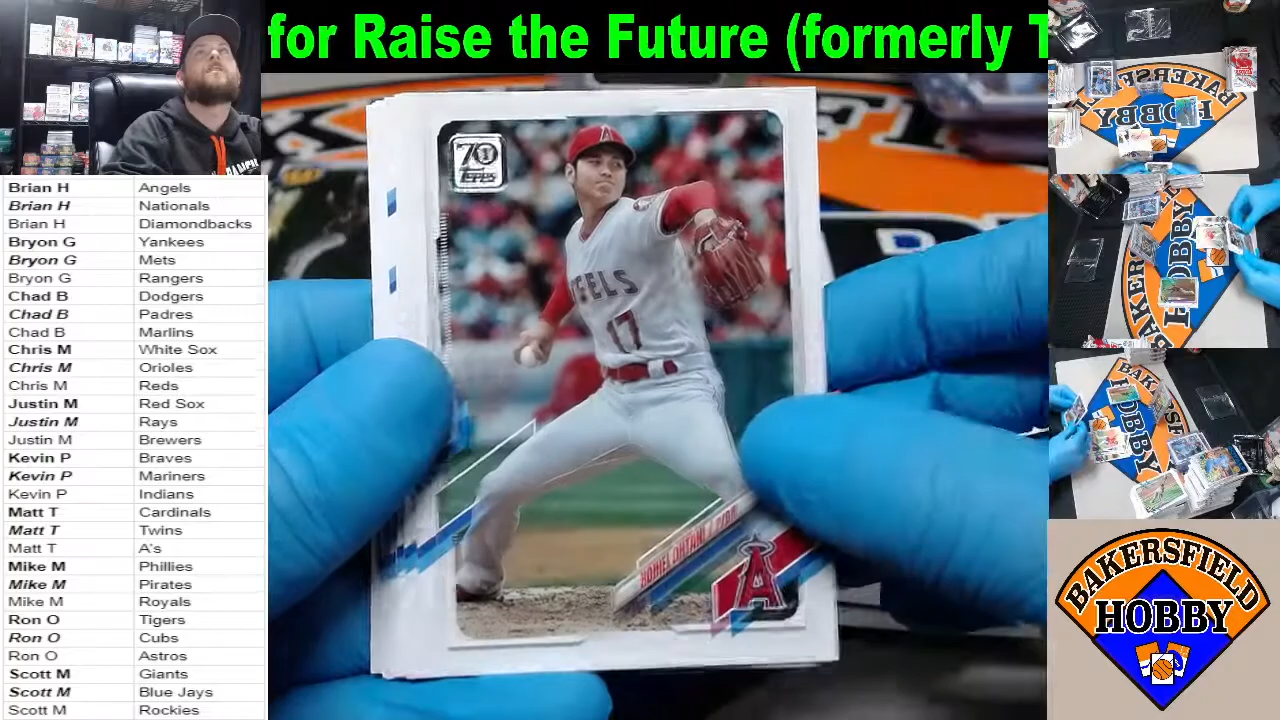 for Raise the Future (formerly T
Brian H Angels
Brian H Nationals
Brian H Diamondbacks
Bryon G Yankees
Bryon G Mets
Bryon G Rangers
Chad B Dodgers
Chad B Padres
Chad B Marlins
Chris M White Sox
Chris M Orioles
Chris M Reds
Justin M Red Sox
Justin M Rays
Justin M Brewers
Kevin P Braves
Kevin P Mariners
Kevin P Indians
Matt T Cardinals
Matt T Twins
Matt T A's
Mike M Phillies
Mike M Pirates
Mike M Royals
Ron O Tigers
Ron O Cubs
Ron O Astros
Scott M Giants
Scott M Blue Jays
Scott M Rockies
70
Topps
17
BAKERSFIELD
HOBBY
HOBBY
BAKERSFIELD
HOBBY